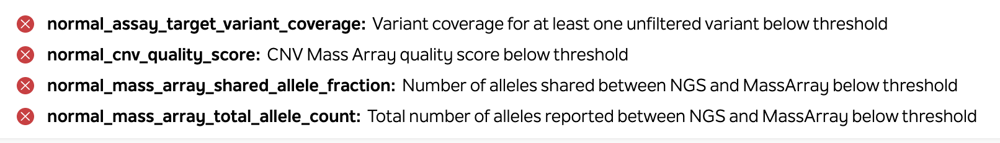 normal_assay_target_variant_coverage: Variant coverage for at least one unfiltered variant below threshold
normal_cnv_quality_score: CNV Mass Array quality score below threshold
normal_mass_array_shared_allele_fraction: Number of alleles shared between NGS and MassArray below threshold
normal_mass_array_total_allele_count: Total number of alleles reported between NGS and MassArray below threshold